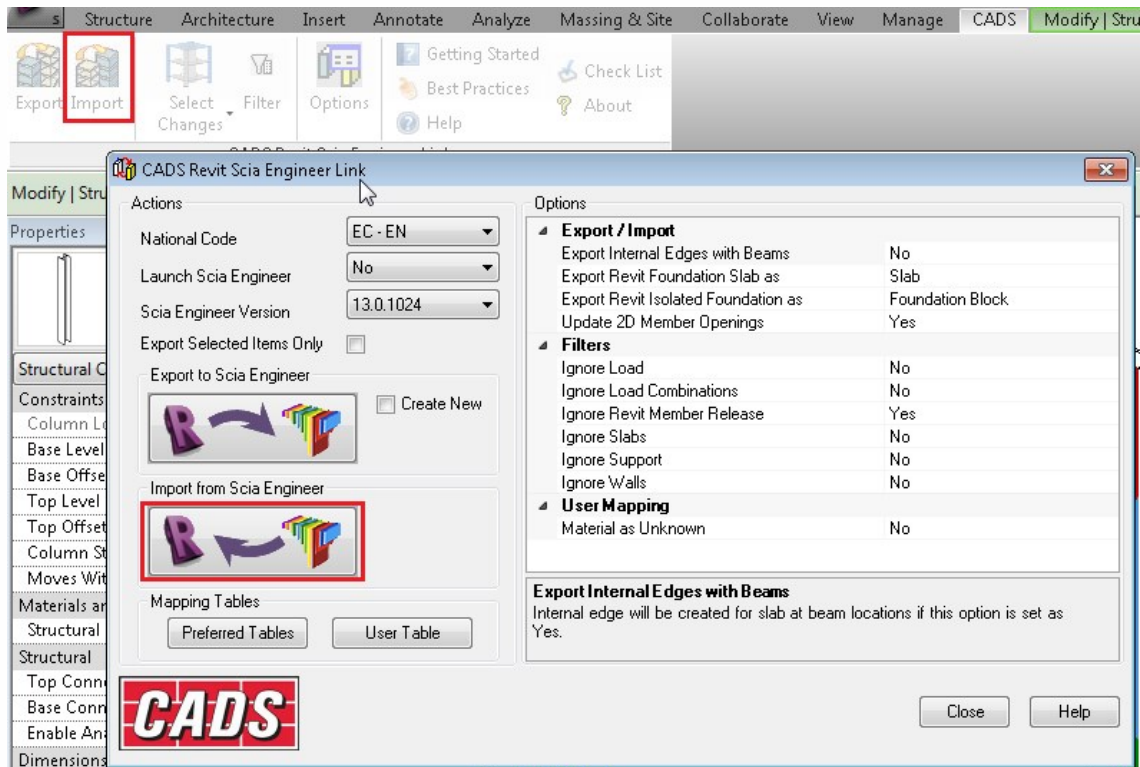 s Structure Architecture Insert Annotate Analyze Massing & Site Collaborate View Manage CADS Modify | Stru
Export Import Select Changes Filter Options
Getting Started
Best Practices
Help
Check List
About
CADS Revit Scia Engineer Link
Modify | Stru
Properties
Structural C
Constraints
Column Lo
Base Level
Base Offse
Top Level
Top Offset
Column St
Moves Wit
Materials an
Structural
Structural
Top Conn
Base Conn
Enable Ana
Dimensions
CADS Revit Scia Engineer Link
Actions
National Code EC - EN
Launch Scia Engineer No
Scia Engineer Version 13.0.1024
Export Selected Items Only
Export to Scia Engineer
R Create New
Import from Scia Engineer
R
Mapping Tables
Preferred Tables User Table
CADS
Options
Export / Import
Export Internal Edges with Beams No
Export Revit Foundation Slab as Slab
Export Revit Isolated Foundation as Foundation Block
Update 2D Member Openings Yes
Filters
Ignore Load No
Ignore Load Combinations No
Ignore Revit Member Release Yes
Ignore Slabs No
Ignore Support No
Ignore Walls No
User Mapping
Material as Unknown No
Export Internal Edges with Beams
Internal edge will be created for slab at beam locations if this option is set as
Yes.
Close Help